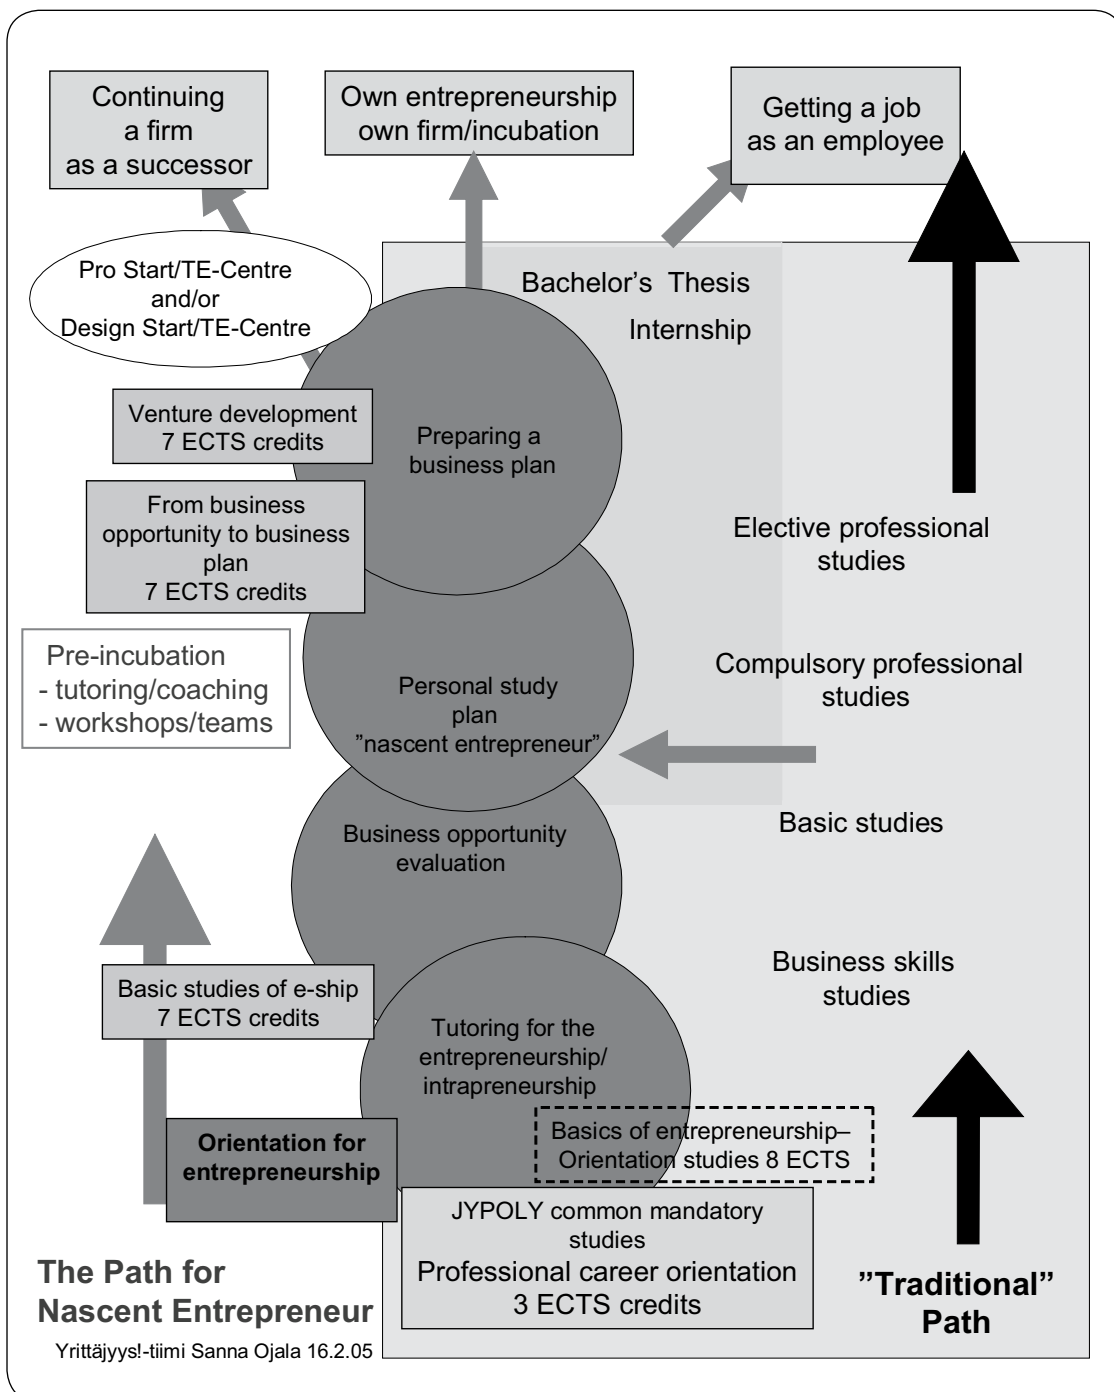 Continuing
a firm
as a successor
Own entrepreneurship
own firm/incubation
Getting a job
as an employee
Pro Start/TE-Centre
and/or
Design Start/TE-Centre
Bachelor's Thesis
Internship
Venture development
7 ECTS credits
Preparing a
business plan
From business
opportunity to business
plan
7 ECTS credits
Elective professional
studies
Pre-incubation
- tutoring/coaching
- workshops/teams
Personal study
plan
"nascent entrepreneur"
Compulsory professional
studies
Business opportunity
evaluation
Basic studies
Basic studies of e-ship
7 ECTS credits
Business skills
studies
Tutoring for the
entrepreneurship/
intrapreneurship
Orientation for
entrepreneurship
Basics of entrepreneurship–
Orientation studies 8 ECTS
JYPOLY common mandatory
studies
Professional career orientation
3 ECTS credits
The Path for
Nascent Entrepreneur
Yrittäjyys!-tiimi Sanna Ojala 16.2.05
"Traditional"
Path